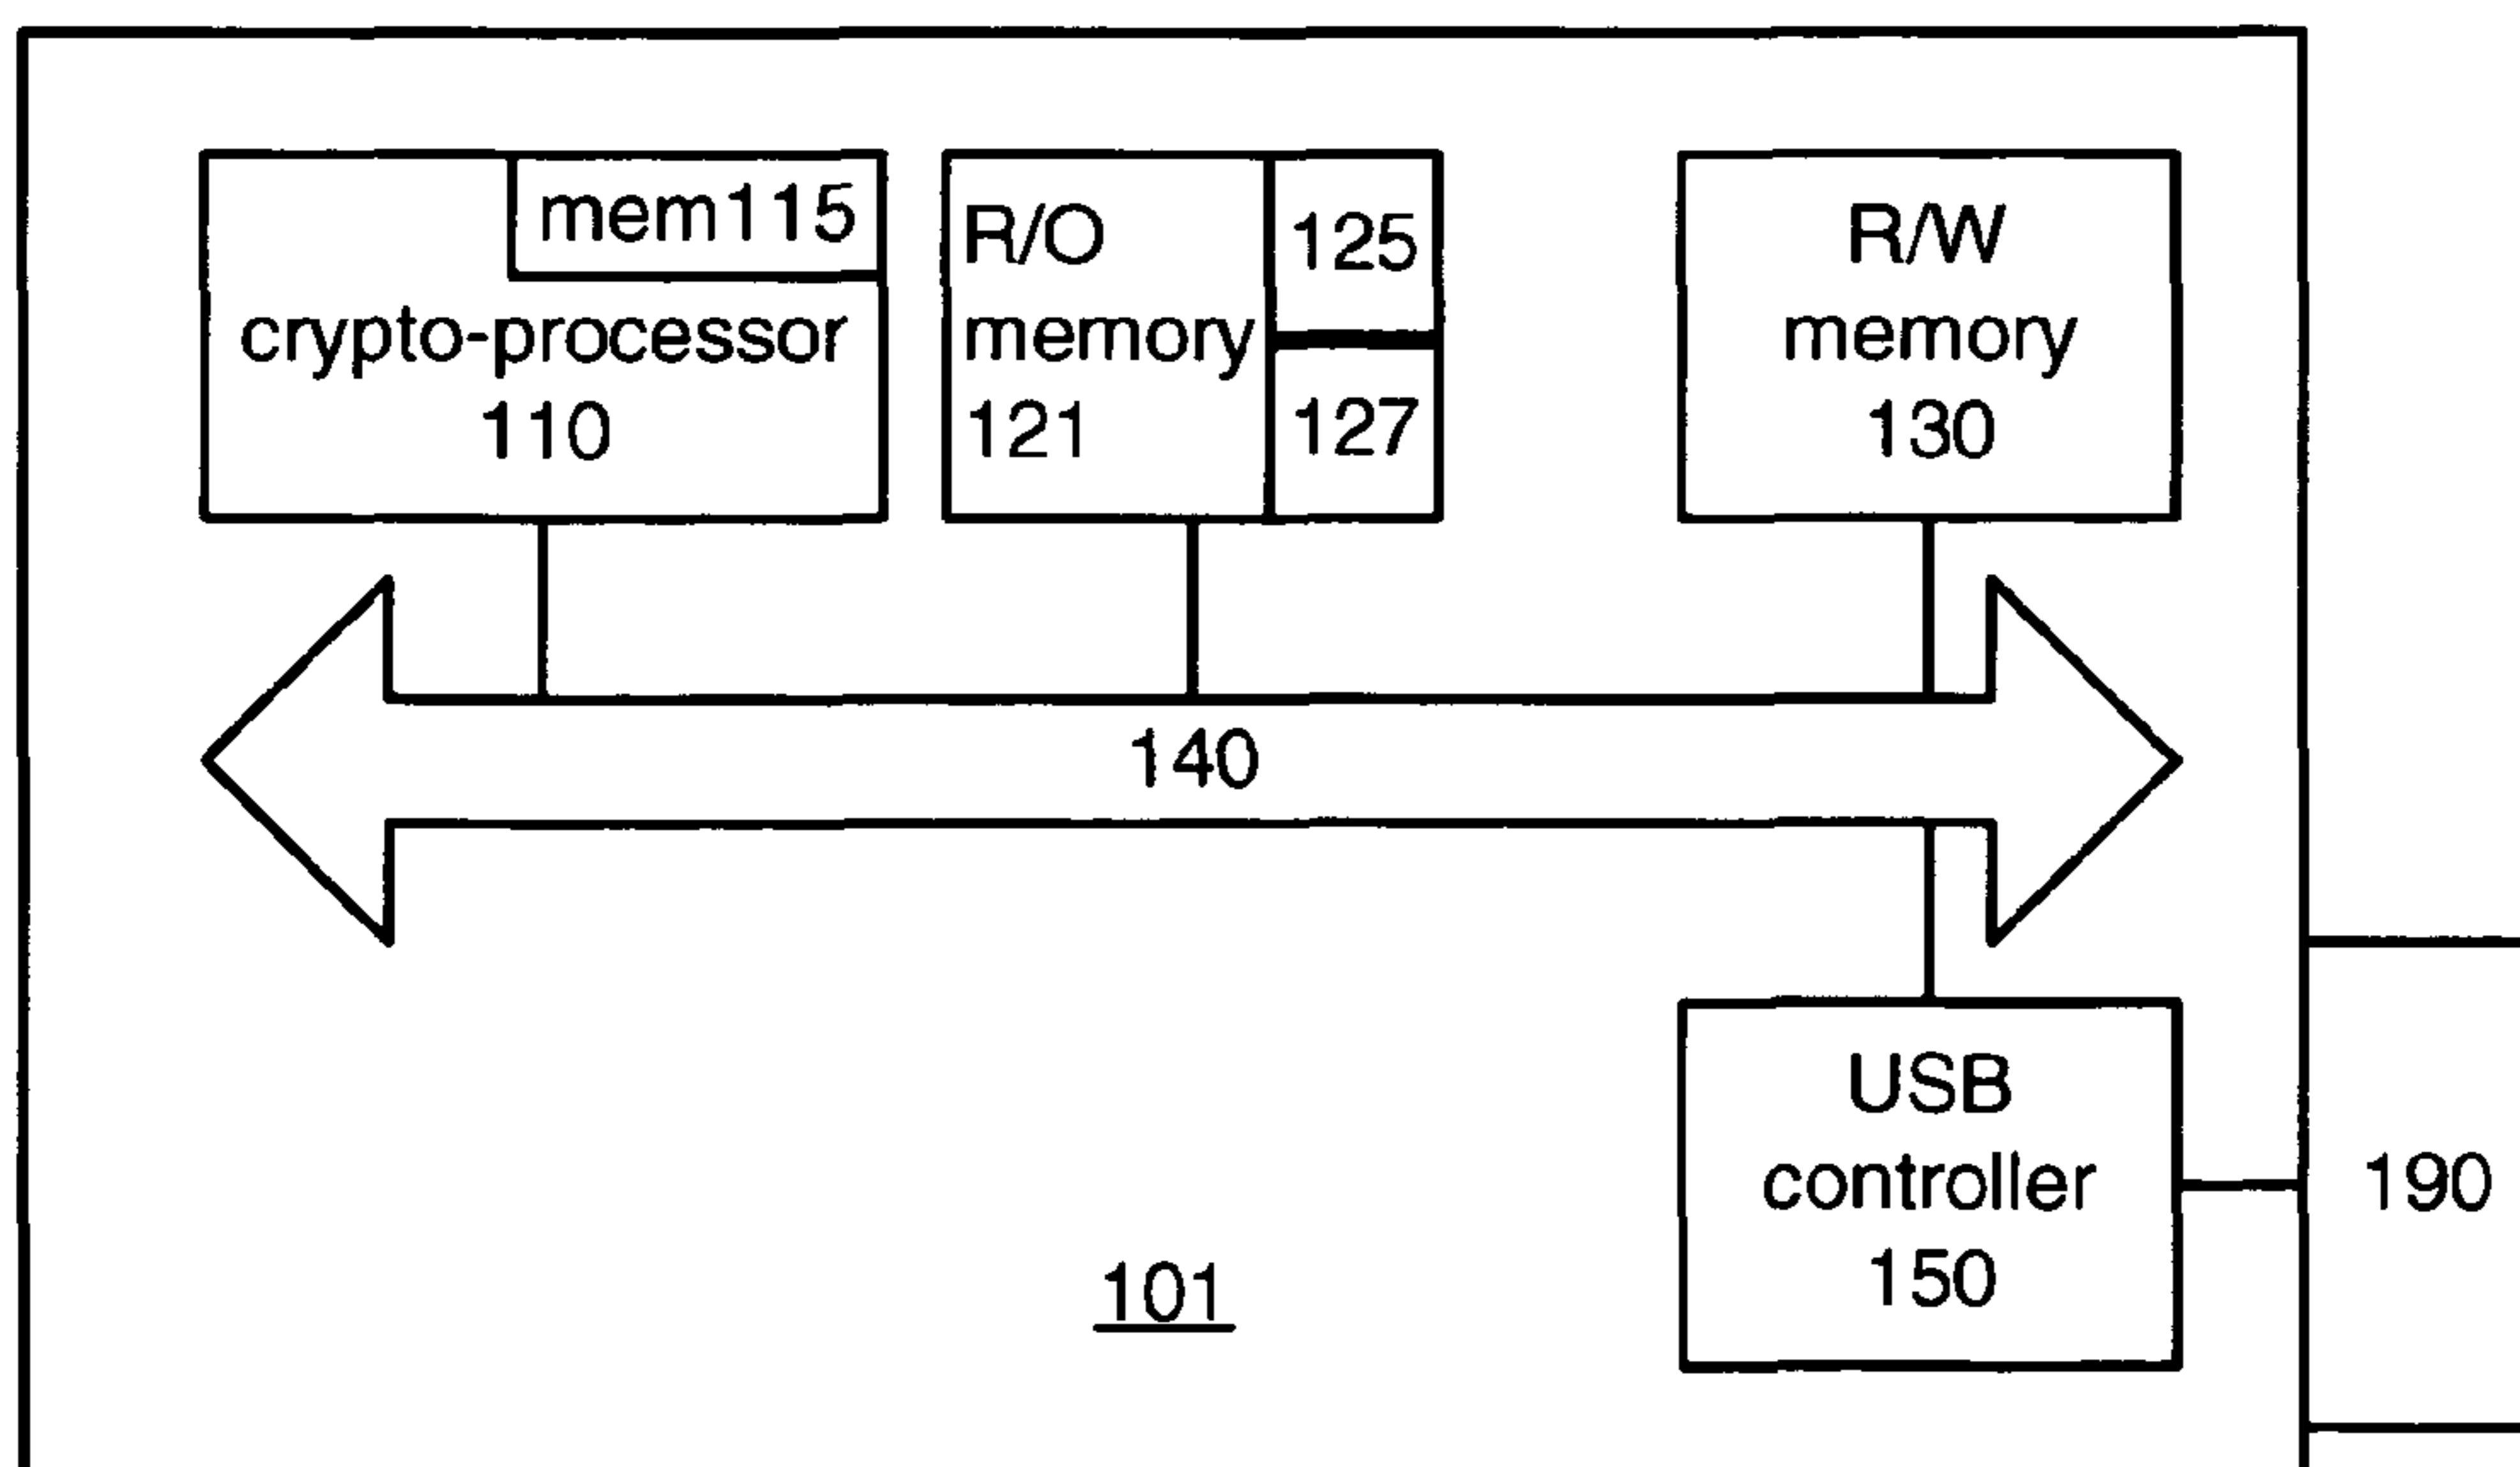 mem115
crypto-processor
110
R/O
memory
121
125
127
R/W
memory
130
140
USB
controller
150
190
101